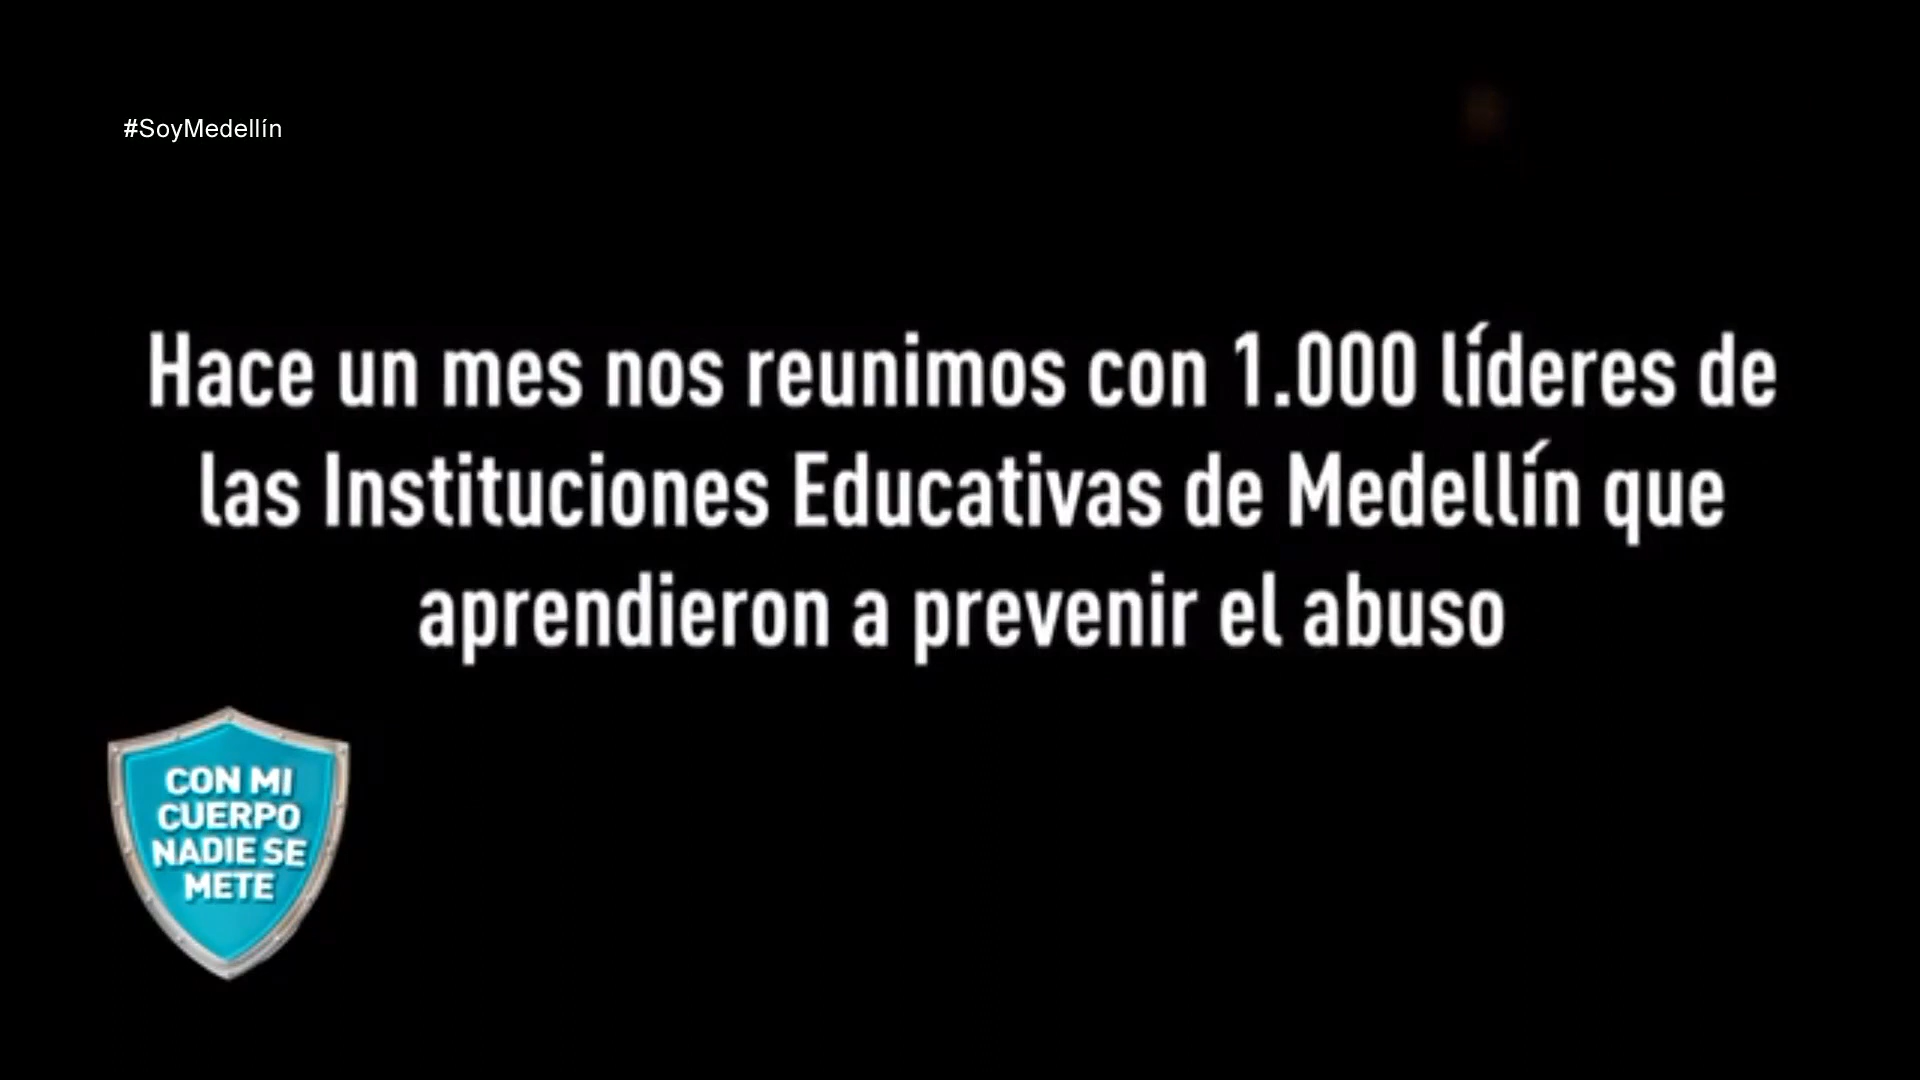 #SoyMedellín
Hace un mes nos reunimos con 1.000 líderes de
las Instituciones Educativas de Medellín que
aprendieron a prevenir el abuso
CON MI
CUERPO
NADIE SE
METE